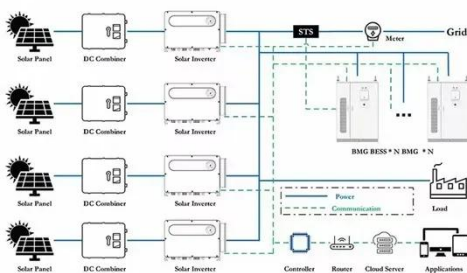 STS
Meter
Grid
Solar Panel DC Combiner Solar Inverter
Solar Panel DC Combiner Solar Inverter
BMG BESS * N BMG * N
Solar Panel DC Combiner Solar Inverter
Power
Communication
Load
Solar Panel DC Combiner Solar Inverter
Controller Router Cloud Server Applications